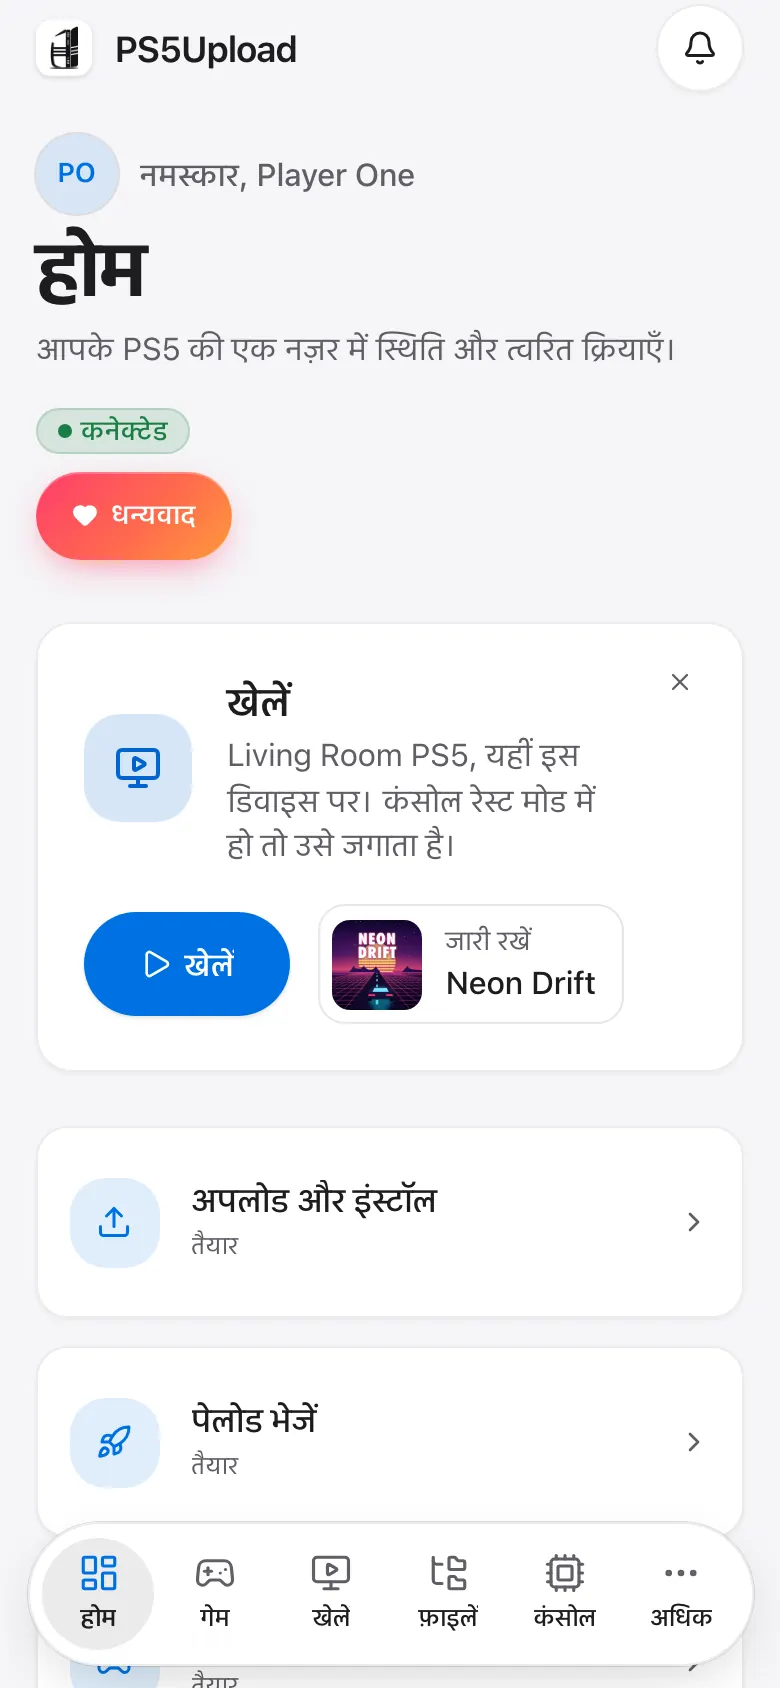 PS5Upload
PO
नमस्कार, Player One
होम
आपके PS5 की एक नज़र में स्थिति और त्वरित क्रियाएँ।
कनेक्टेड
धन्यवाद
खेलें
Living Room PS5, यहीं इस
डिवाइस पर। कंसोल रेस्ट मोड में
हो तो उसे जगाता है।
खेलें
NEON
DRIFT
जारी रखें
Neon Drift
अपलोड और इंस्टॉल
तैयार
पेलोड भेजें
तैयार
होम
गेम
खेले
फ़ाइलें
कंसोल
अधिक
तैयार